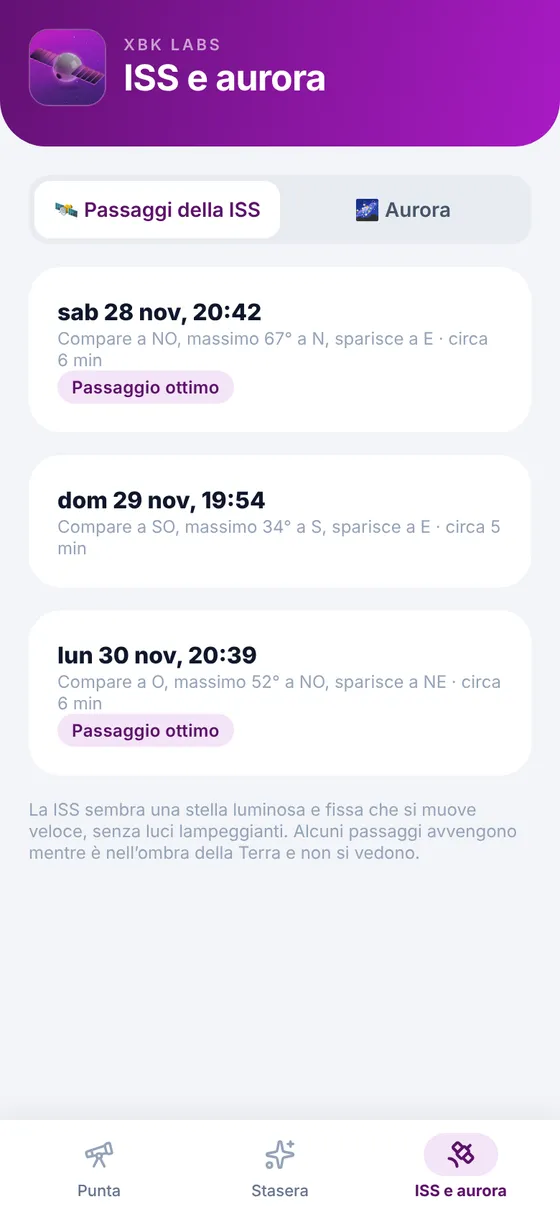 XBK LABS
ISS e aurora
Passaggi della ISS
Aurora
sab 28 nov, 20:42
Compare a NO, massimo 67° a N, sparisce a E · circa
6 min
Passaggio ottimo
dom 29 nov, 19:54
Compare a SO, massimo 34° a S, sparisce a E · circa 5
min
lun 30 nov, 20:39
Compare a O, massimo 52° a NO, sparisce a NE · circa
6 min
Passaggio ottimo
La ISS sembra una stella luminosa e fissa che si muove
veloce, senza luci lampeggianti. Alcuni passaggi avvengono
mentre è nell’ombra della Terra e non si vedono.
Punta
Stasera
ISS e aurora